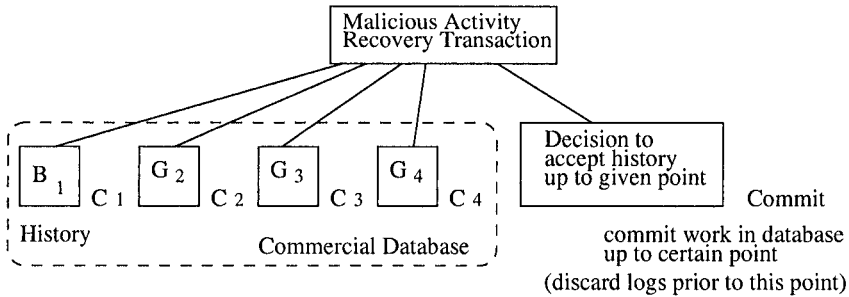 Malicious Activity
Recovery Transaction
B 1
C 1
G 2
C 2
G 3
C 3
G 4
C 4
History
Commercial Database
Decision to
accept history
up to given point
Commit
commit work in database
up to certain point
(discard logs prior to this point)